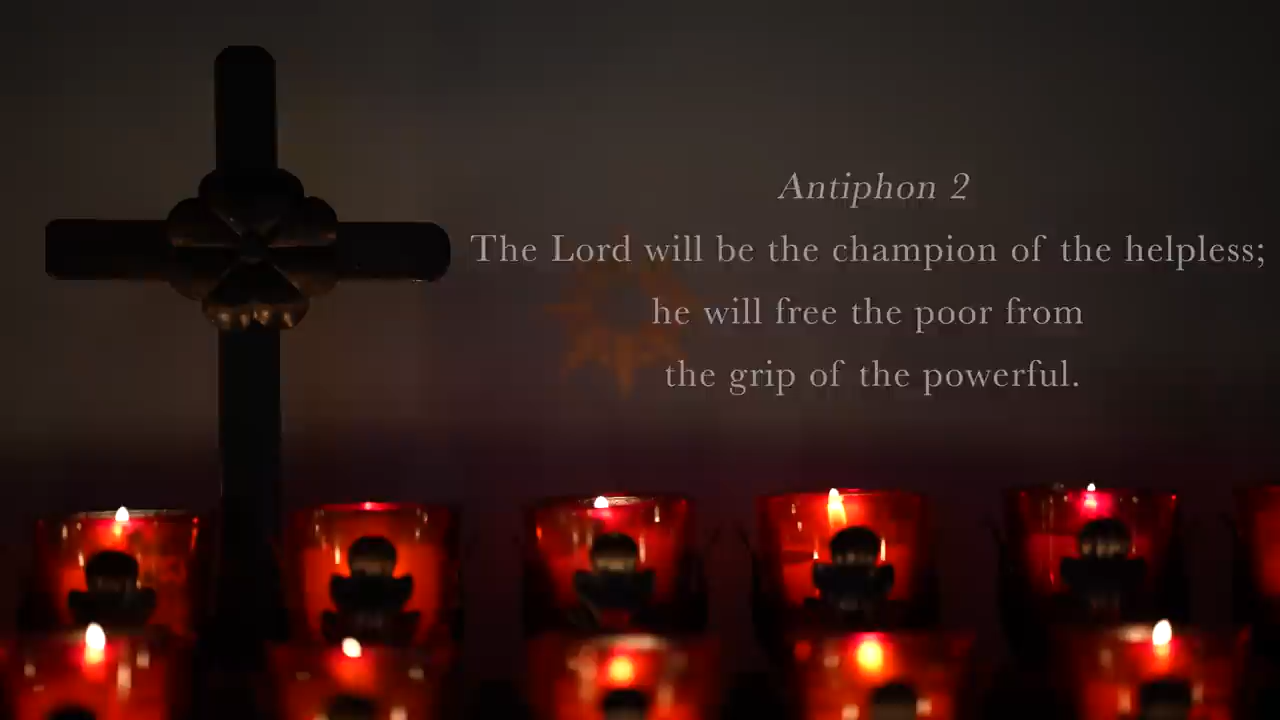 Antiphon 2
The Lord will be the champion of the helpless;
he will free the poor from
the grip of the powerful.